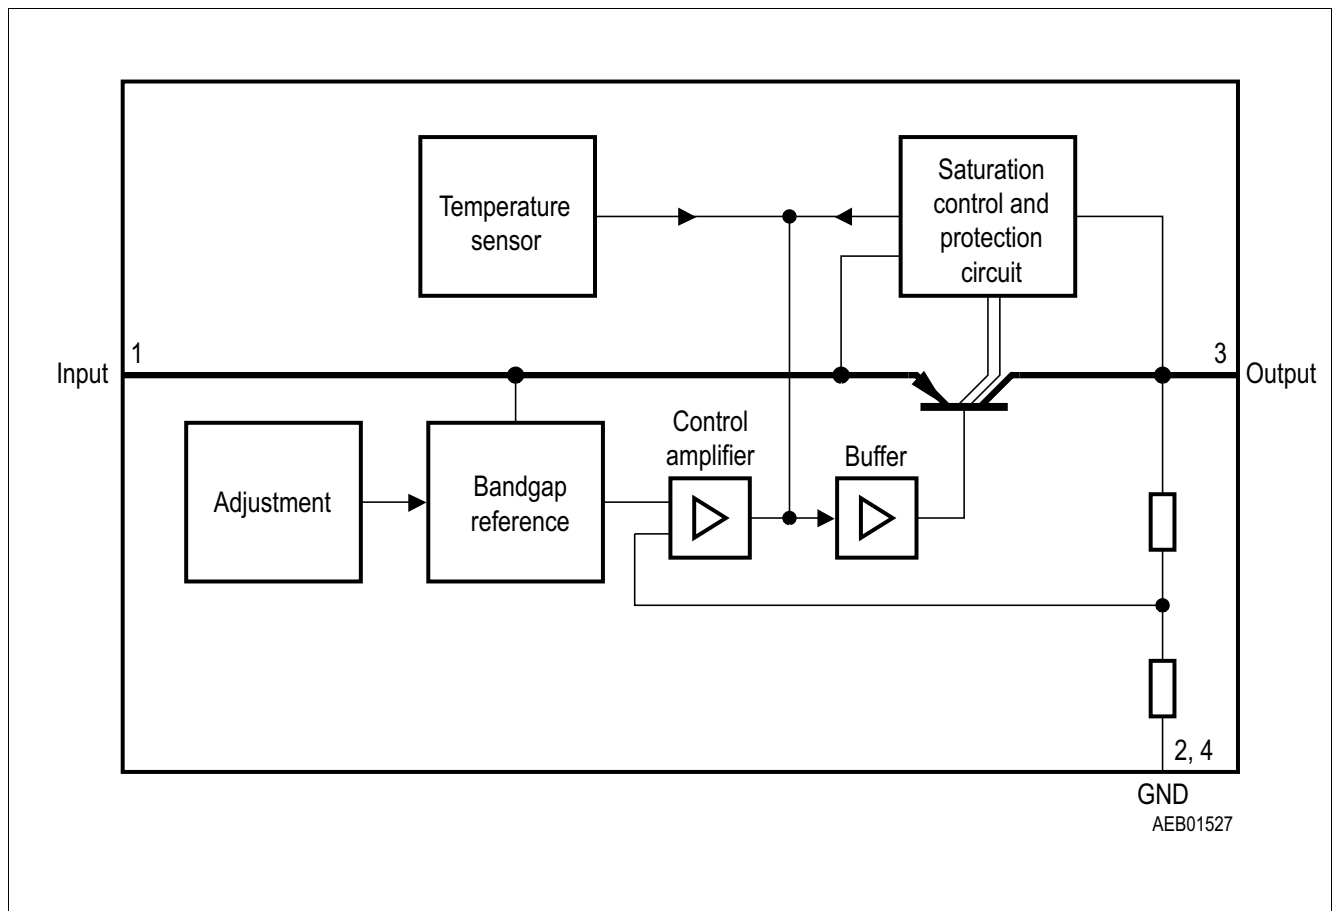 Temperature
sensor
Saturation
control and
protection
circuit
1
3
Input
Output
Control
amplifier
Buffer
Adjustment
Bandgap
reference
2, 4
GND
AEB01527